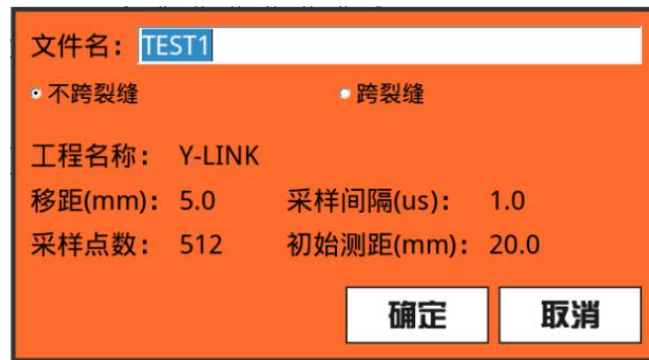 文件名：TEST1
不跨裂缝 跨裂缝
工程名称： Y-LINK
移距(mm)： 5.0 采样间隔(us)： 1.0
采样点数： 512 初始测距(mm)： 20.0
确定 取消